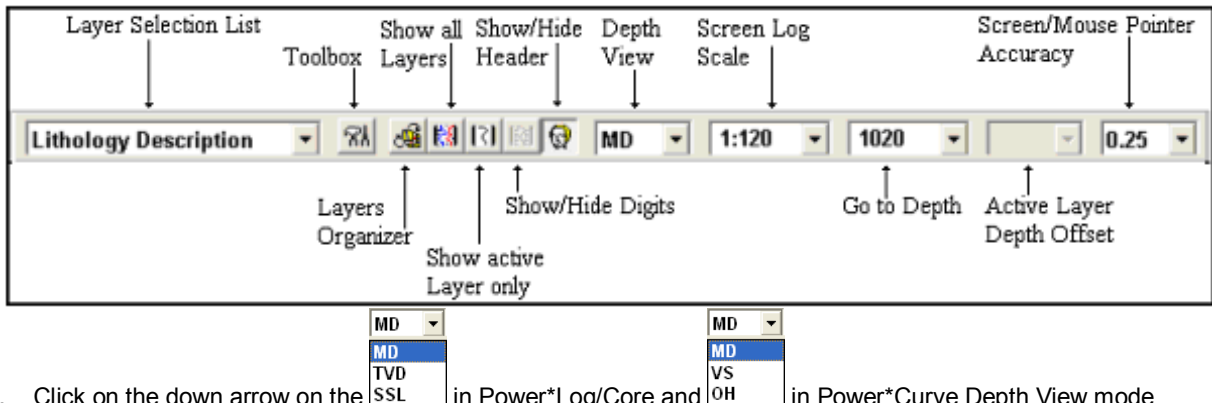 Layer Selection List
Toolbox
Show all Layers
Show/Hide Header
Depth View
Screen Log Scale
Screen/Mouse Pointer Accuracy
Lithology Description
MD
1:120
1020
0.25
Layers Organizer
Show active Layer only
Show/Hide Digits
Go to Depth
Active Layer Depth Offset
MD
MD
TVD
SSL
MD
MD
VS
OH
Click on the down arrow on the in Power*Log/Core and in Power*Curve Depth View mode